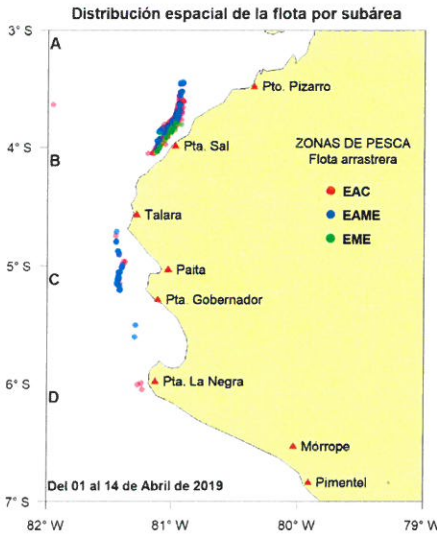 Distribución espacial de la flota por subárea
3° S
A
Pto. Pizarro
ZONAS DE PESCA
Flota arrastrera
4° S
Pta. Sal
B
EAC
Talara
EAME
EME
5° S
Paita
C
Pta. Gobernador
6° S
Pta. La Negra
D
Mórrope
Del 01 al 14 de Abril de 2019
Pimentel
7° S
82° W
81° W
80° W
79° W